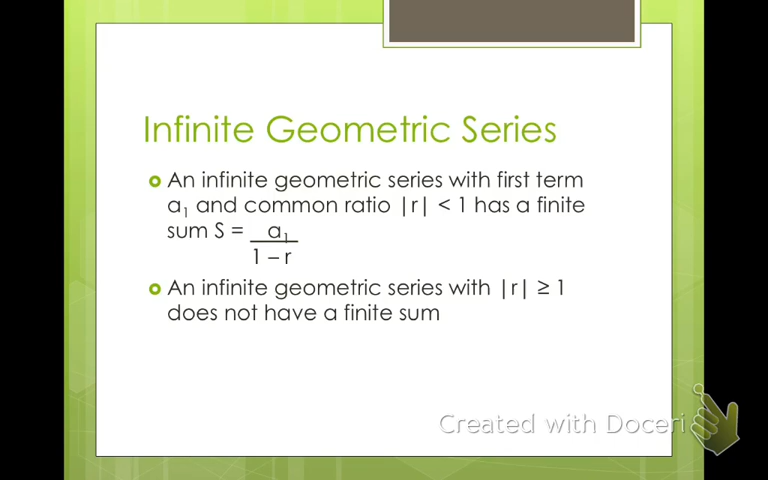 Infinite Geometric Series
An infinite geometric series with first term
a₁ and common ratio |r| < 1 has a finite
sum S = a₁
1 – r
An infinite geometric series with |r| ≥ 1
does not have a finite sum
Created with Doceri